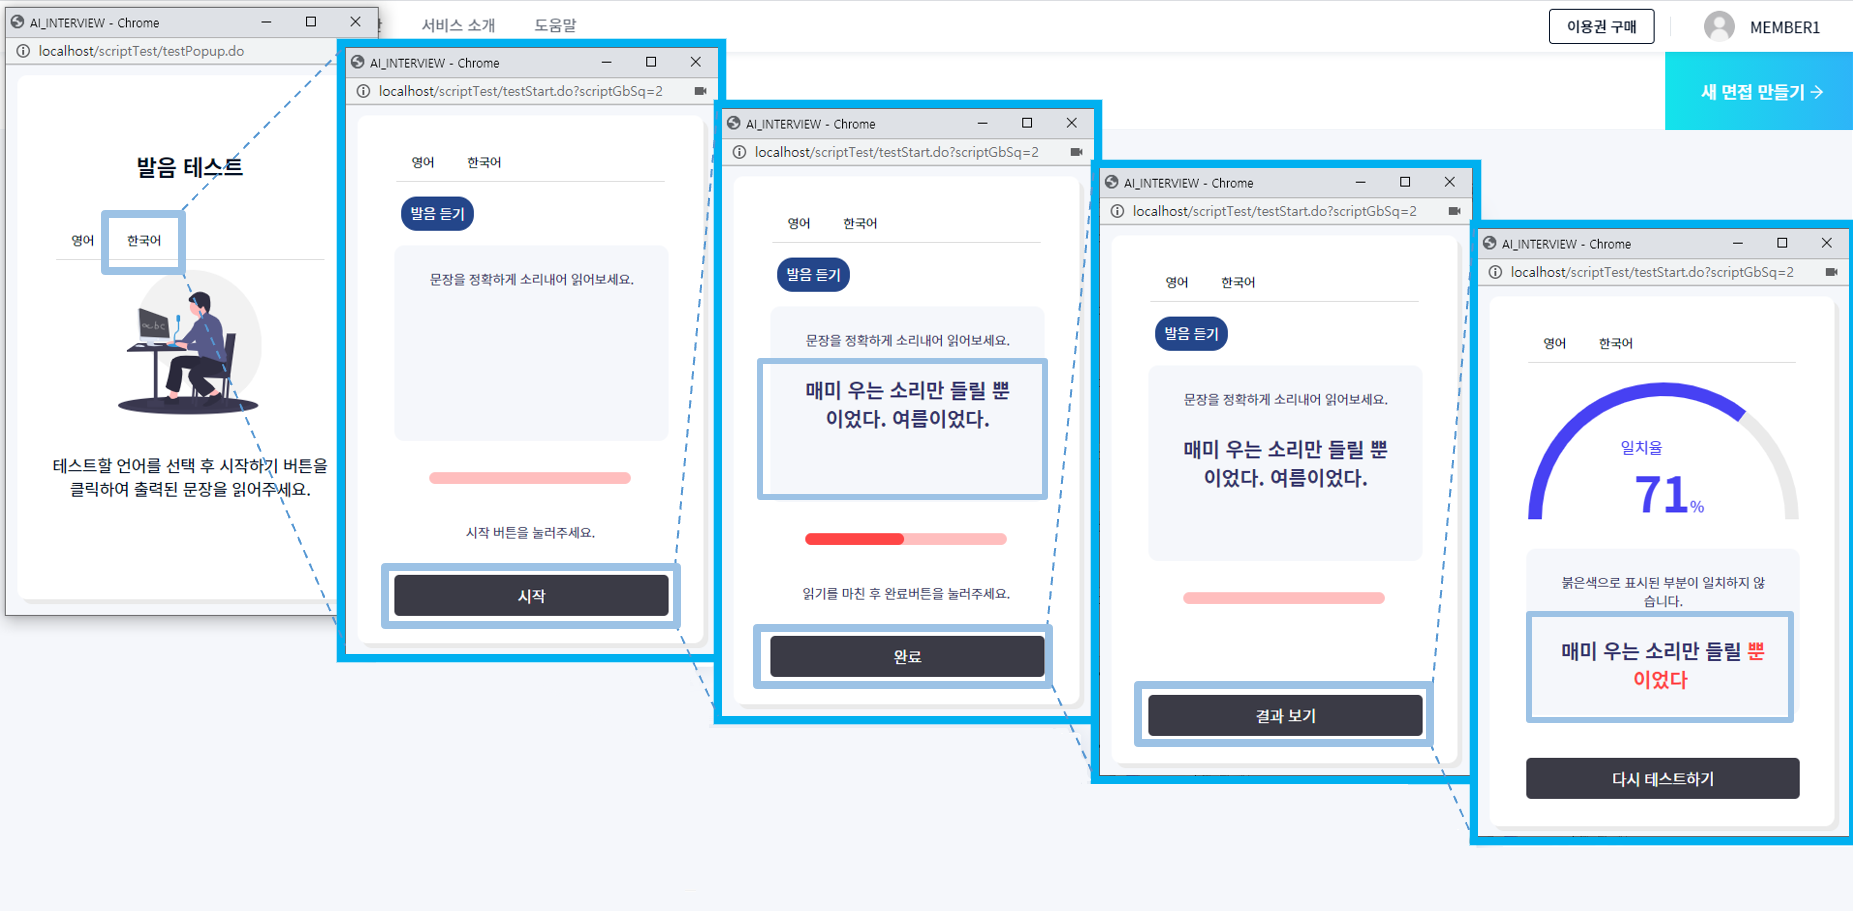 AI_INTERVIEW - Chrome
localhost/scriptTest/testPopup.do
서비스 소개
도움말
이용권 구매
MEMBER1
새 면접 만들기 →
발음 테스트
영어
한국어
테스트할 언어를 선택 후 시작하기 버튼을
클릭하여 출력된 문장을 읽어주세요.
AI_INTERVIEW - Chrome
localhost/scriptTest/testStart.do?scriptGbSq=2
영어
한국어
발음 듣기
문장을 정확하게 소리내어 읽어보세요.
시작 버튼을 눌러주세요.
시작
AI_INTERVIEW - Chrome
localhost/scriptTest/testStart.do?scriptGbSq=2
영어
한국어
발음 듣기
문장을 정확하게 소리내어 읽어보세요.
매미 우는 소리만 들릴 뿐
이었다. 여름이었다.
읽기를 마친 후 완료버튼을 눌러주세요.
완료
AI_INTERVIEW - Chrome
localhost/scriptTest/testStart.do?scriptGbSq=2
영어
한국어
발음 듣기
문장을 정확하게 소리내어 읽어보세요.
매미 우는 소리만 들릴 뿐
이었다. 여름이었다.
결과 보기
AI_INTERVIEW - Chrome
localhost/scriptTest/testStart.do?scriptGbSq=2
영어
한국어
일치율
71%
붉은색으로 표시된 부분이 일치하지 않
습니다.
매미 우는 소리만 들릴 뿐
이었다
다시 테스트하기